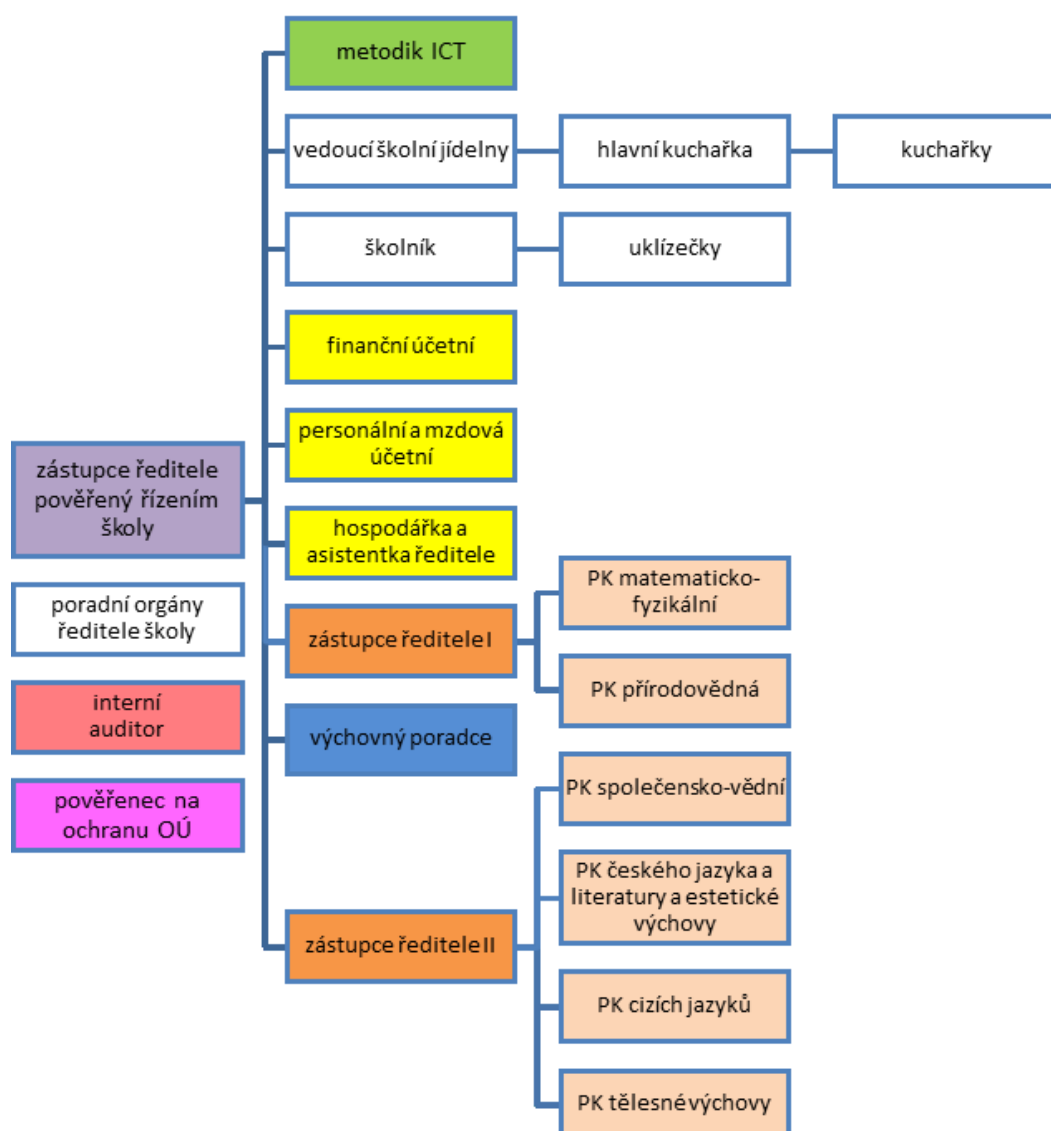 metodik ICT
vedoucí školní jídelny
hlavní kuchařka
kuchařky
školník
uklízečky
finanční účetní
personální a mzdová
účetní
hospodářka a
asistentka ředitele
zástupce ředitele
pověřený řízením
školy
poradní orgány
ředitele školy
interní
auditor
pověřenec na
ochranu OÚ
zástupce ředitele I
PK matematicko-
fyzikální
PK přírodovědná
výchovný poradce
zástupce ředitele II
PK společensko-vědní
PK českého jazyka a
literatury a estetické
výchovy
PK cizích jazyků
PK tělesné výchovy